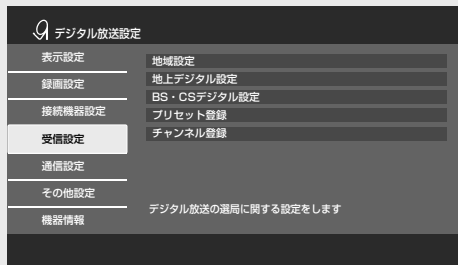 デジタル放送設定
表示設定
録画設定
接続機器設定
受信設定
通信設定
その他設定
機器情報
地域設定
地上デジタル設定
BS・CSデジタル設定
プリセット登録
チャンネル登録
デジタル放送の選局に関する設定をします